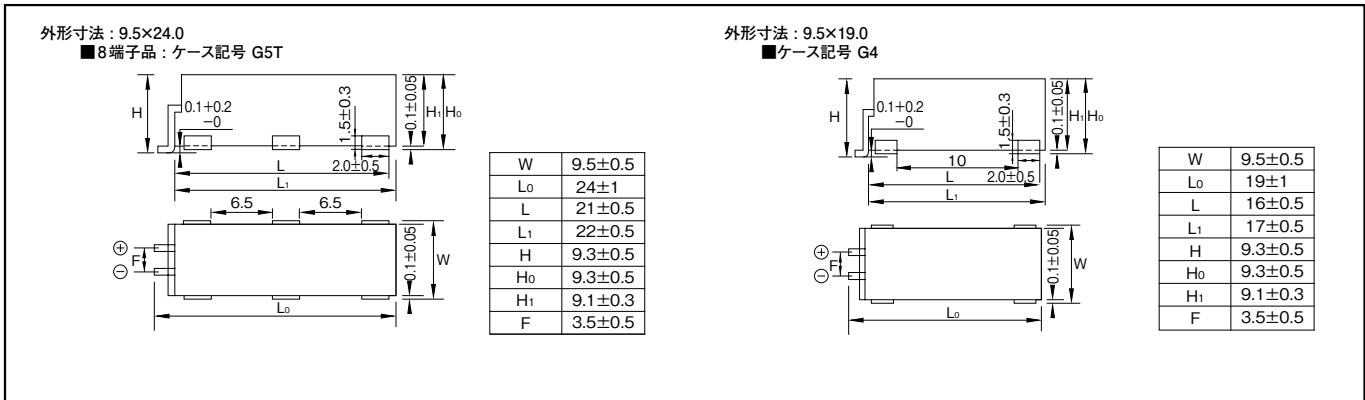 外形寸法 : 9.5×24.0
■8端子品 : ケース記号 G5T
H
0.1+0.2
−0
1.5±0.3
0.1±0.05
H1
H0
L
2.0±0.5
L1
6.5
6.5
⊕
⊖
F
0.1±0.05
W
L0
W 9.5±0.5
L0 24±1
L 21±0.5
L1 22±0.5
H 9.3±0.5
H0 9.3±0.5
H1 9.1±0.3
F 3.5±0.5
外形寸法 : 9.5×19.0
■ケース記号 G4
H
0.1+0.2
−0
1.5±0.3
0.1±0.05
H1
H0
10
L
2.0±0.5
L1
⊕
⊖
F
0.1±0.05
W
L0
W 9.5±0.5
L0 19±1
L 16±0.5
L1 17±0.5
H 9.3±0.5
H0 9.3±0.5
H1 9.1±0.3
F 3.5±0.5